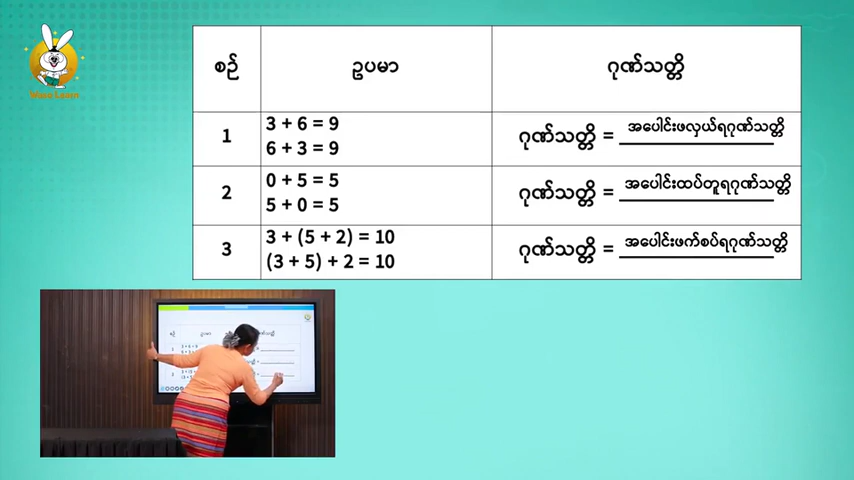 Wara Learn
စဉ်
ဥပမာ
ဂုဏ်သတ္တိ
1
3 + 6 = 9
6 + 3 = 9
ဂုဏ်သတ္တိ = အပေါင်းဖလှယ်ရဂုဏ်သတ္တိ
2
0 + 5 = 5
5 + 0 = 5
ဂုဏ်သတ္တိ = အပေါင်းထပ်တူရဂုဏ်သတ္တိ
3
3 + (5 + 2) = 10
(3 + 5) + 2 = 10
ဂုဏ်သတ္တိ = အပေါင်းဖက်စပ်ရဂုဏ်သတ္တိ